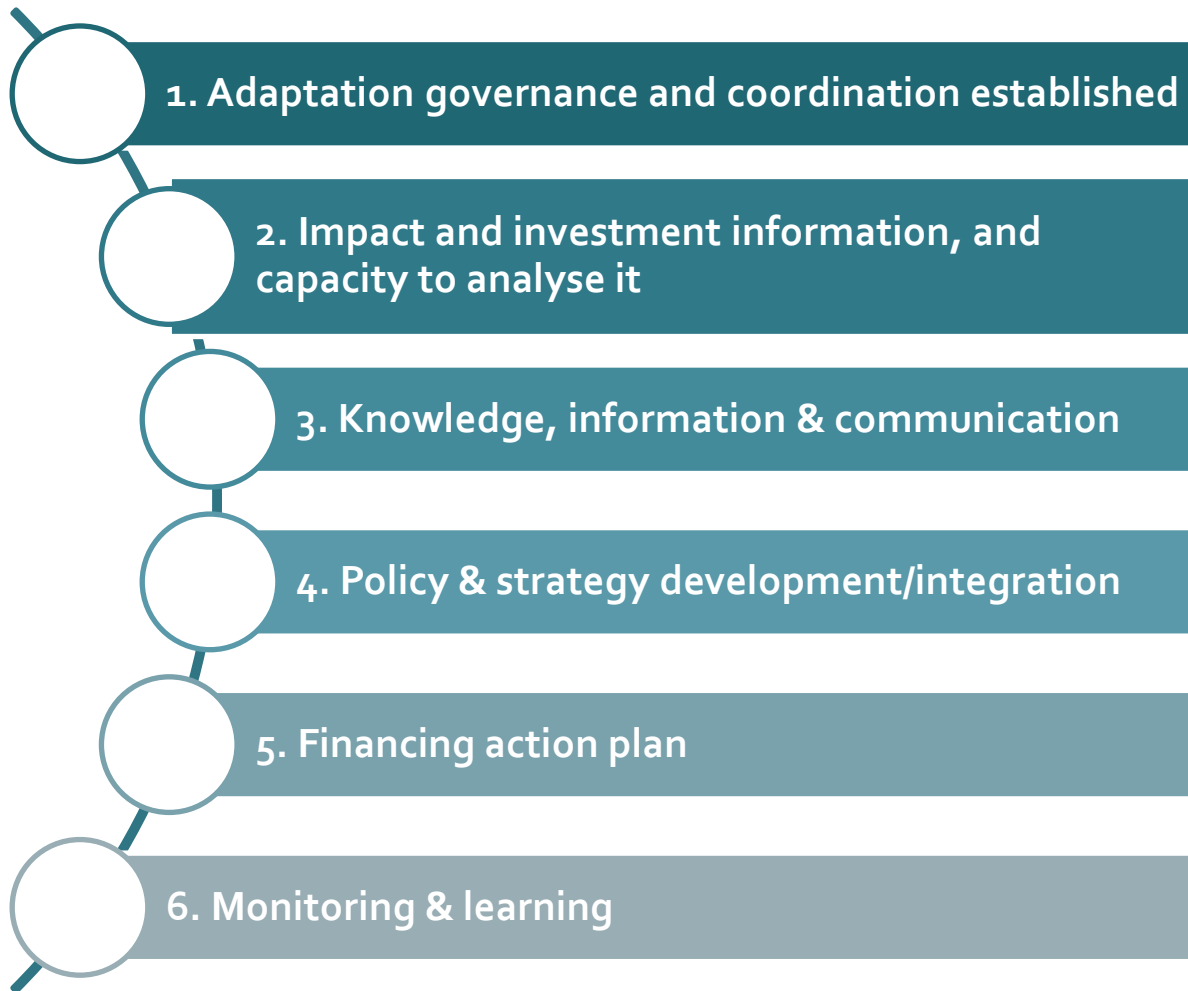 1. Adaptation governance and coordination established
2. Impact and investment information, and
capacity to analyse it
3. Knowledge, information & communication
4. Policy & strategy development/integration
5. Financing action plan
6. Monitoring & learning